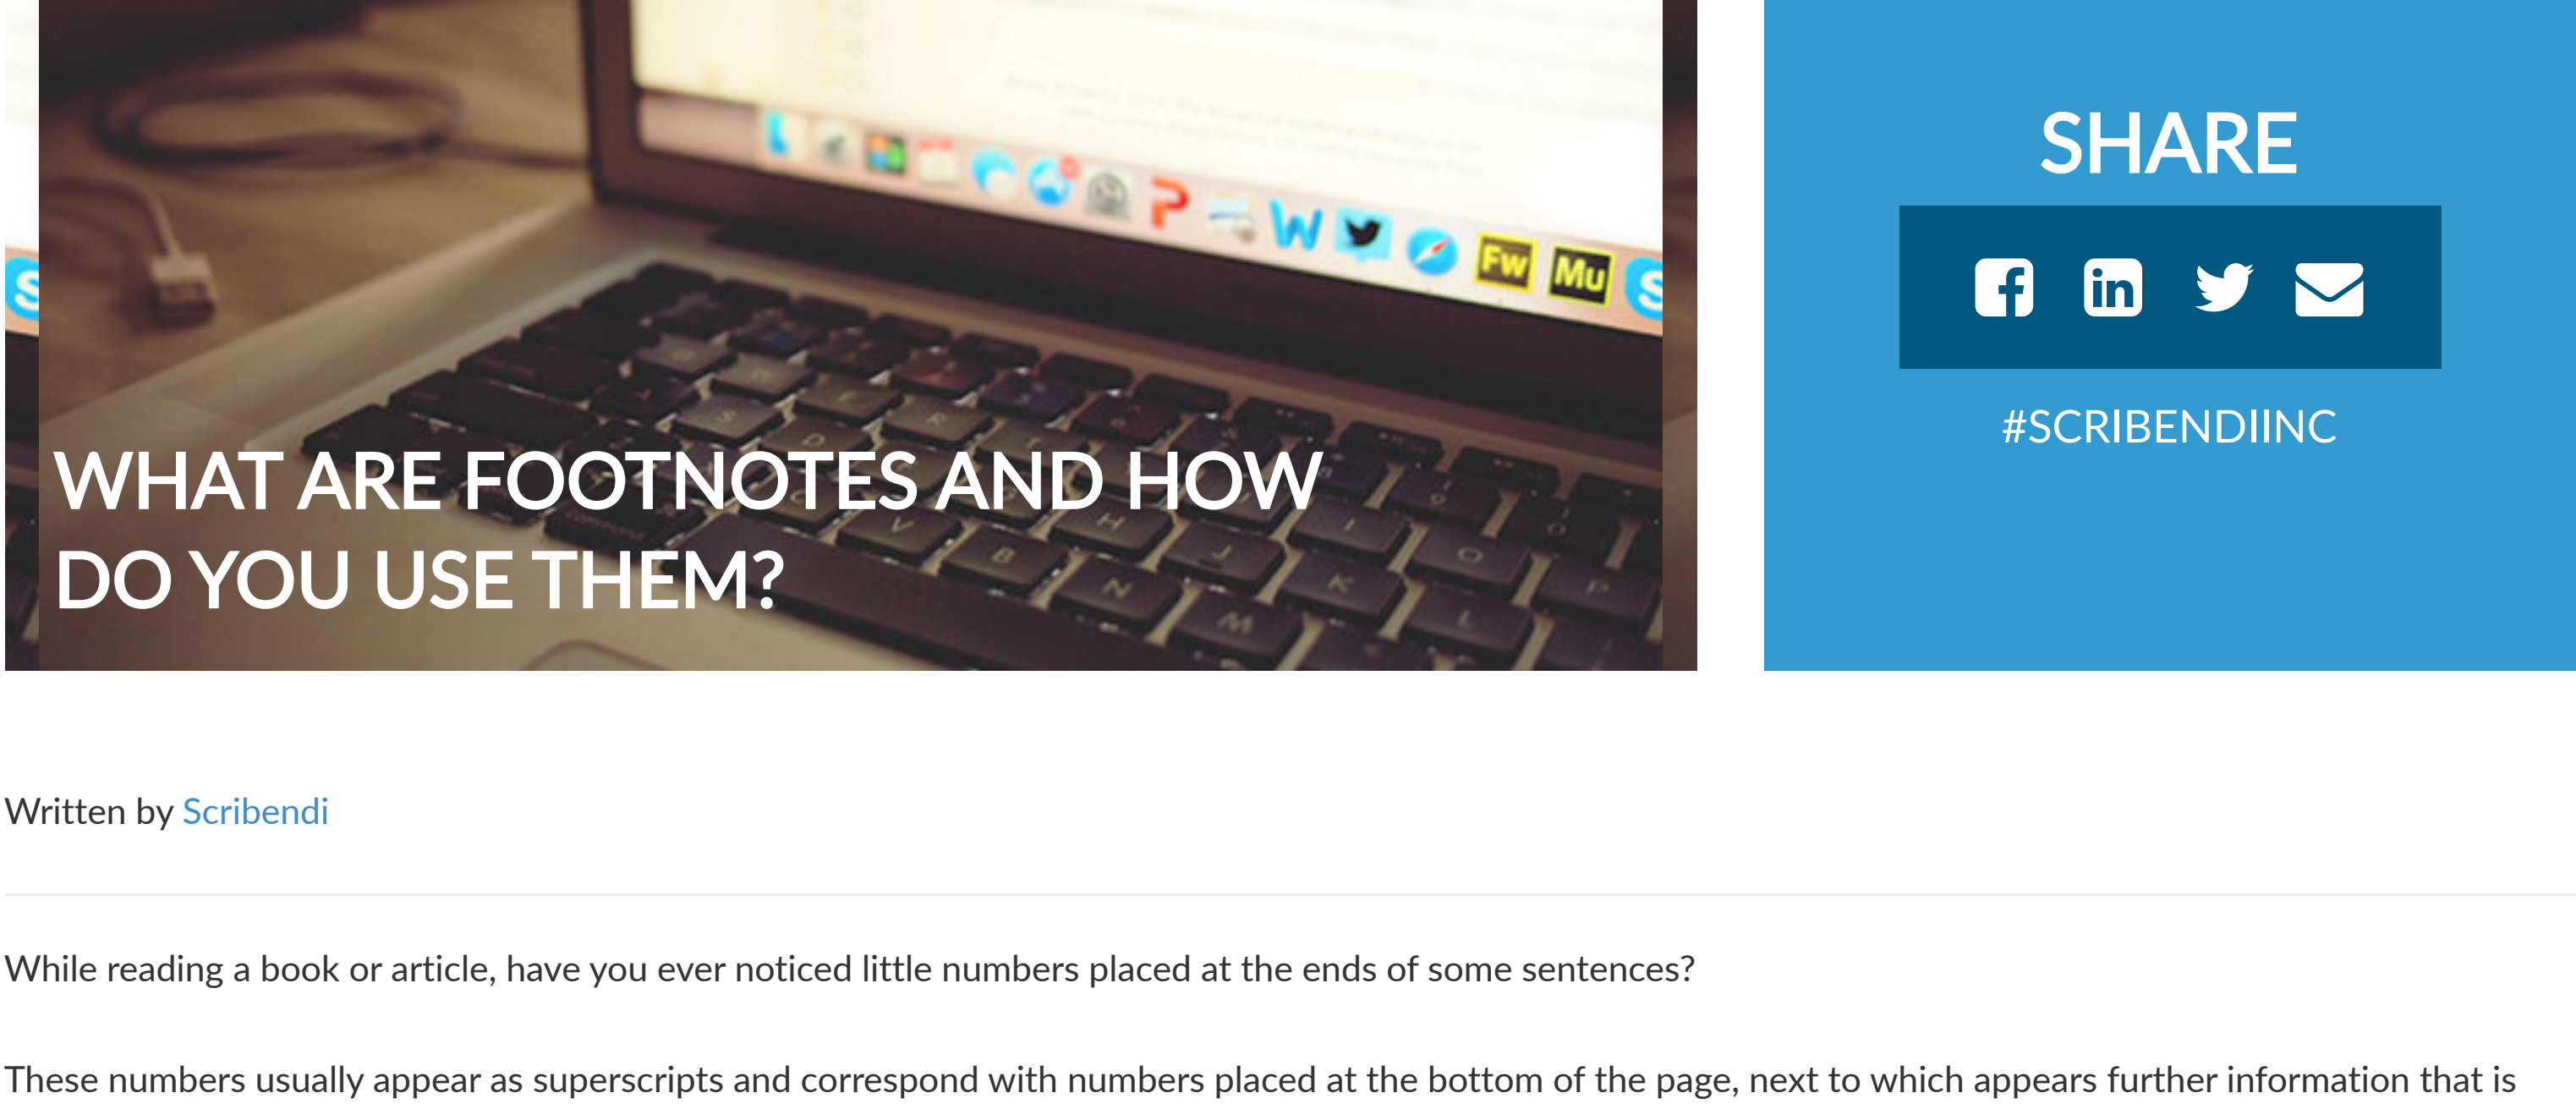 WHAT ARE FOOTNOTES AND HOW
DO YOU USE THEM?
Fw
Mu
SHARE
#SCRIBENDIINC
Written by Scribendi
While reading a book or article, have you ever noticed little numbers placed at the ends of some sentences?
These numbers usually appear as superscripts and correspond with numbers placed at the bottom of the page, next to which appears further information that is